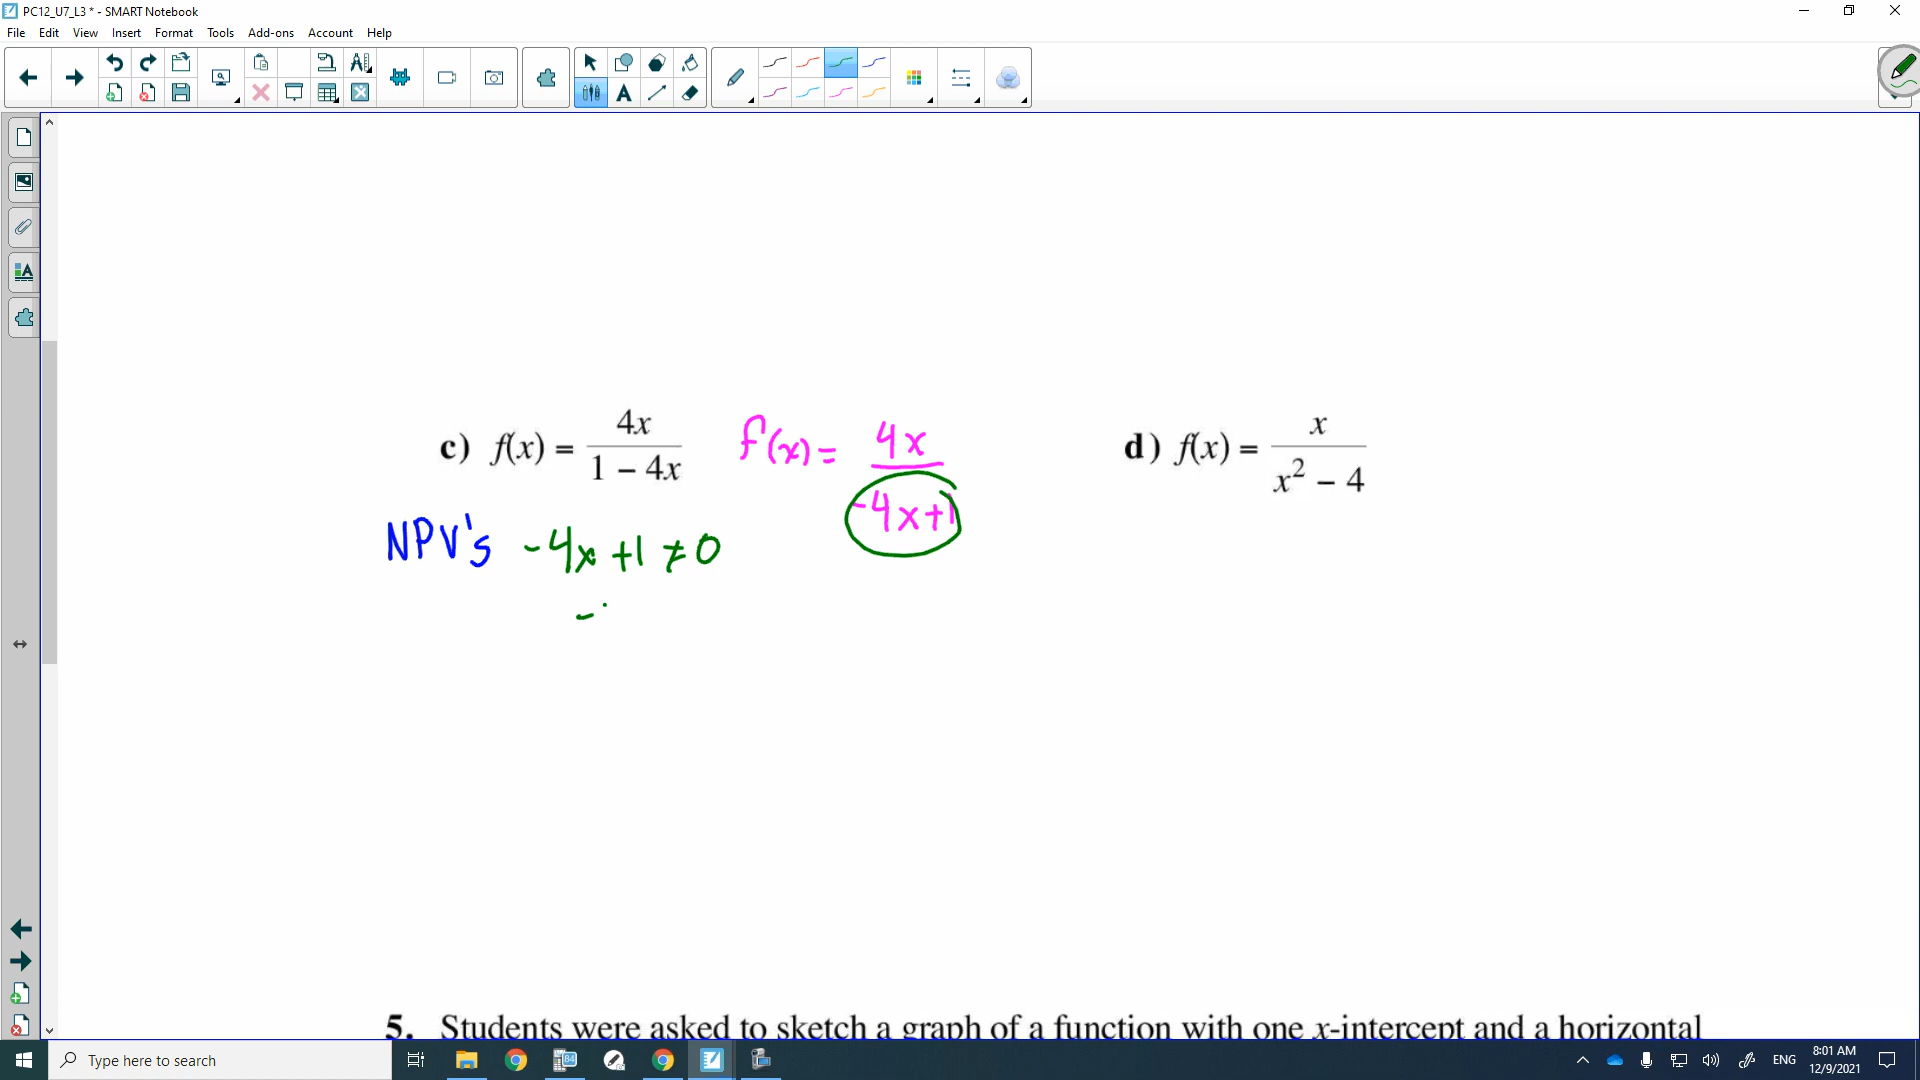 PC12_U7_L3 * - SMART Notebook
File Edit View Insert Format Tools Add-ons Account Help
c) f(x) = 4x / 1 − 4x
f(x) = 4x / -4x+1
d) f(x) = x / x² − 4
NPV's -4x +1 ≠ 0
5. Students were asked to sketch a graph of a function with one x-intercept and a horizontal
Type here to search
84
ENG
8:01 AM
12/9/2021